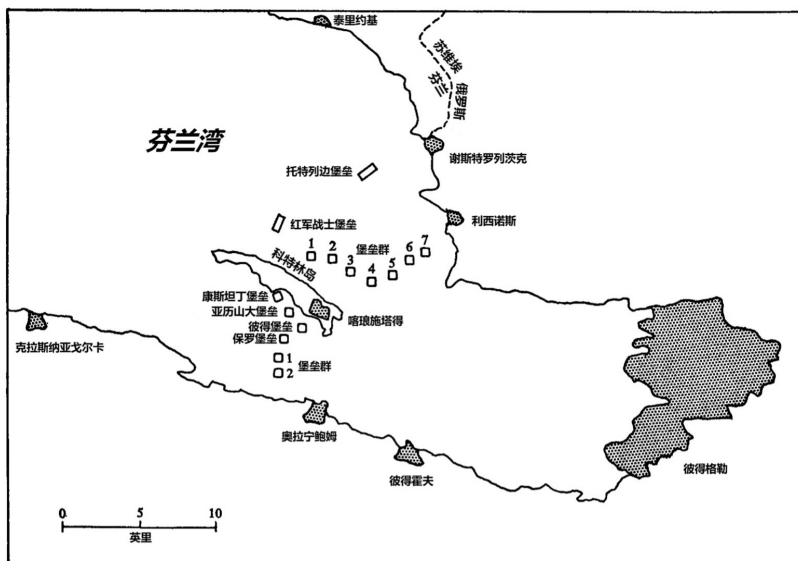 泰里约基
苏维埃
芬兰
俄罗斯
芬兰湾
谢斯特罗列茨克
托特列边堡垒
利西诺斯
红军战士堡垒
1 2 3 4 5 6 7
堡垒群
科特林岛
康斯坦丁堡垒
亚历山大堡垒
彼得堡垒
保罗堡垒
喀琅施塔得
1
2
堡垒群
克拉斯纳亚戈尔卡
奥拉宁鲍姆
彼得霍夫
彼得格勒
0 5 10
英里